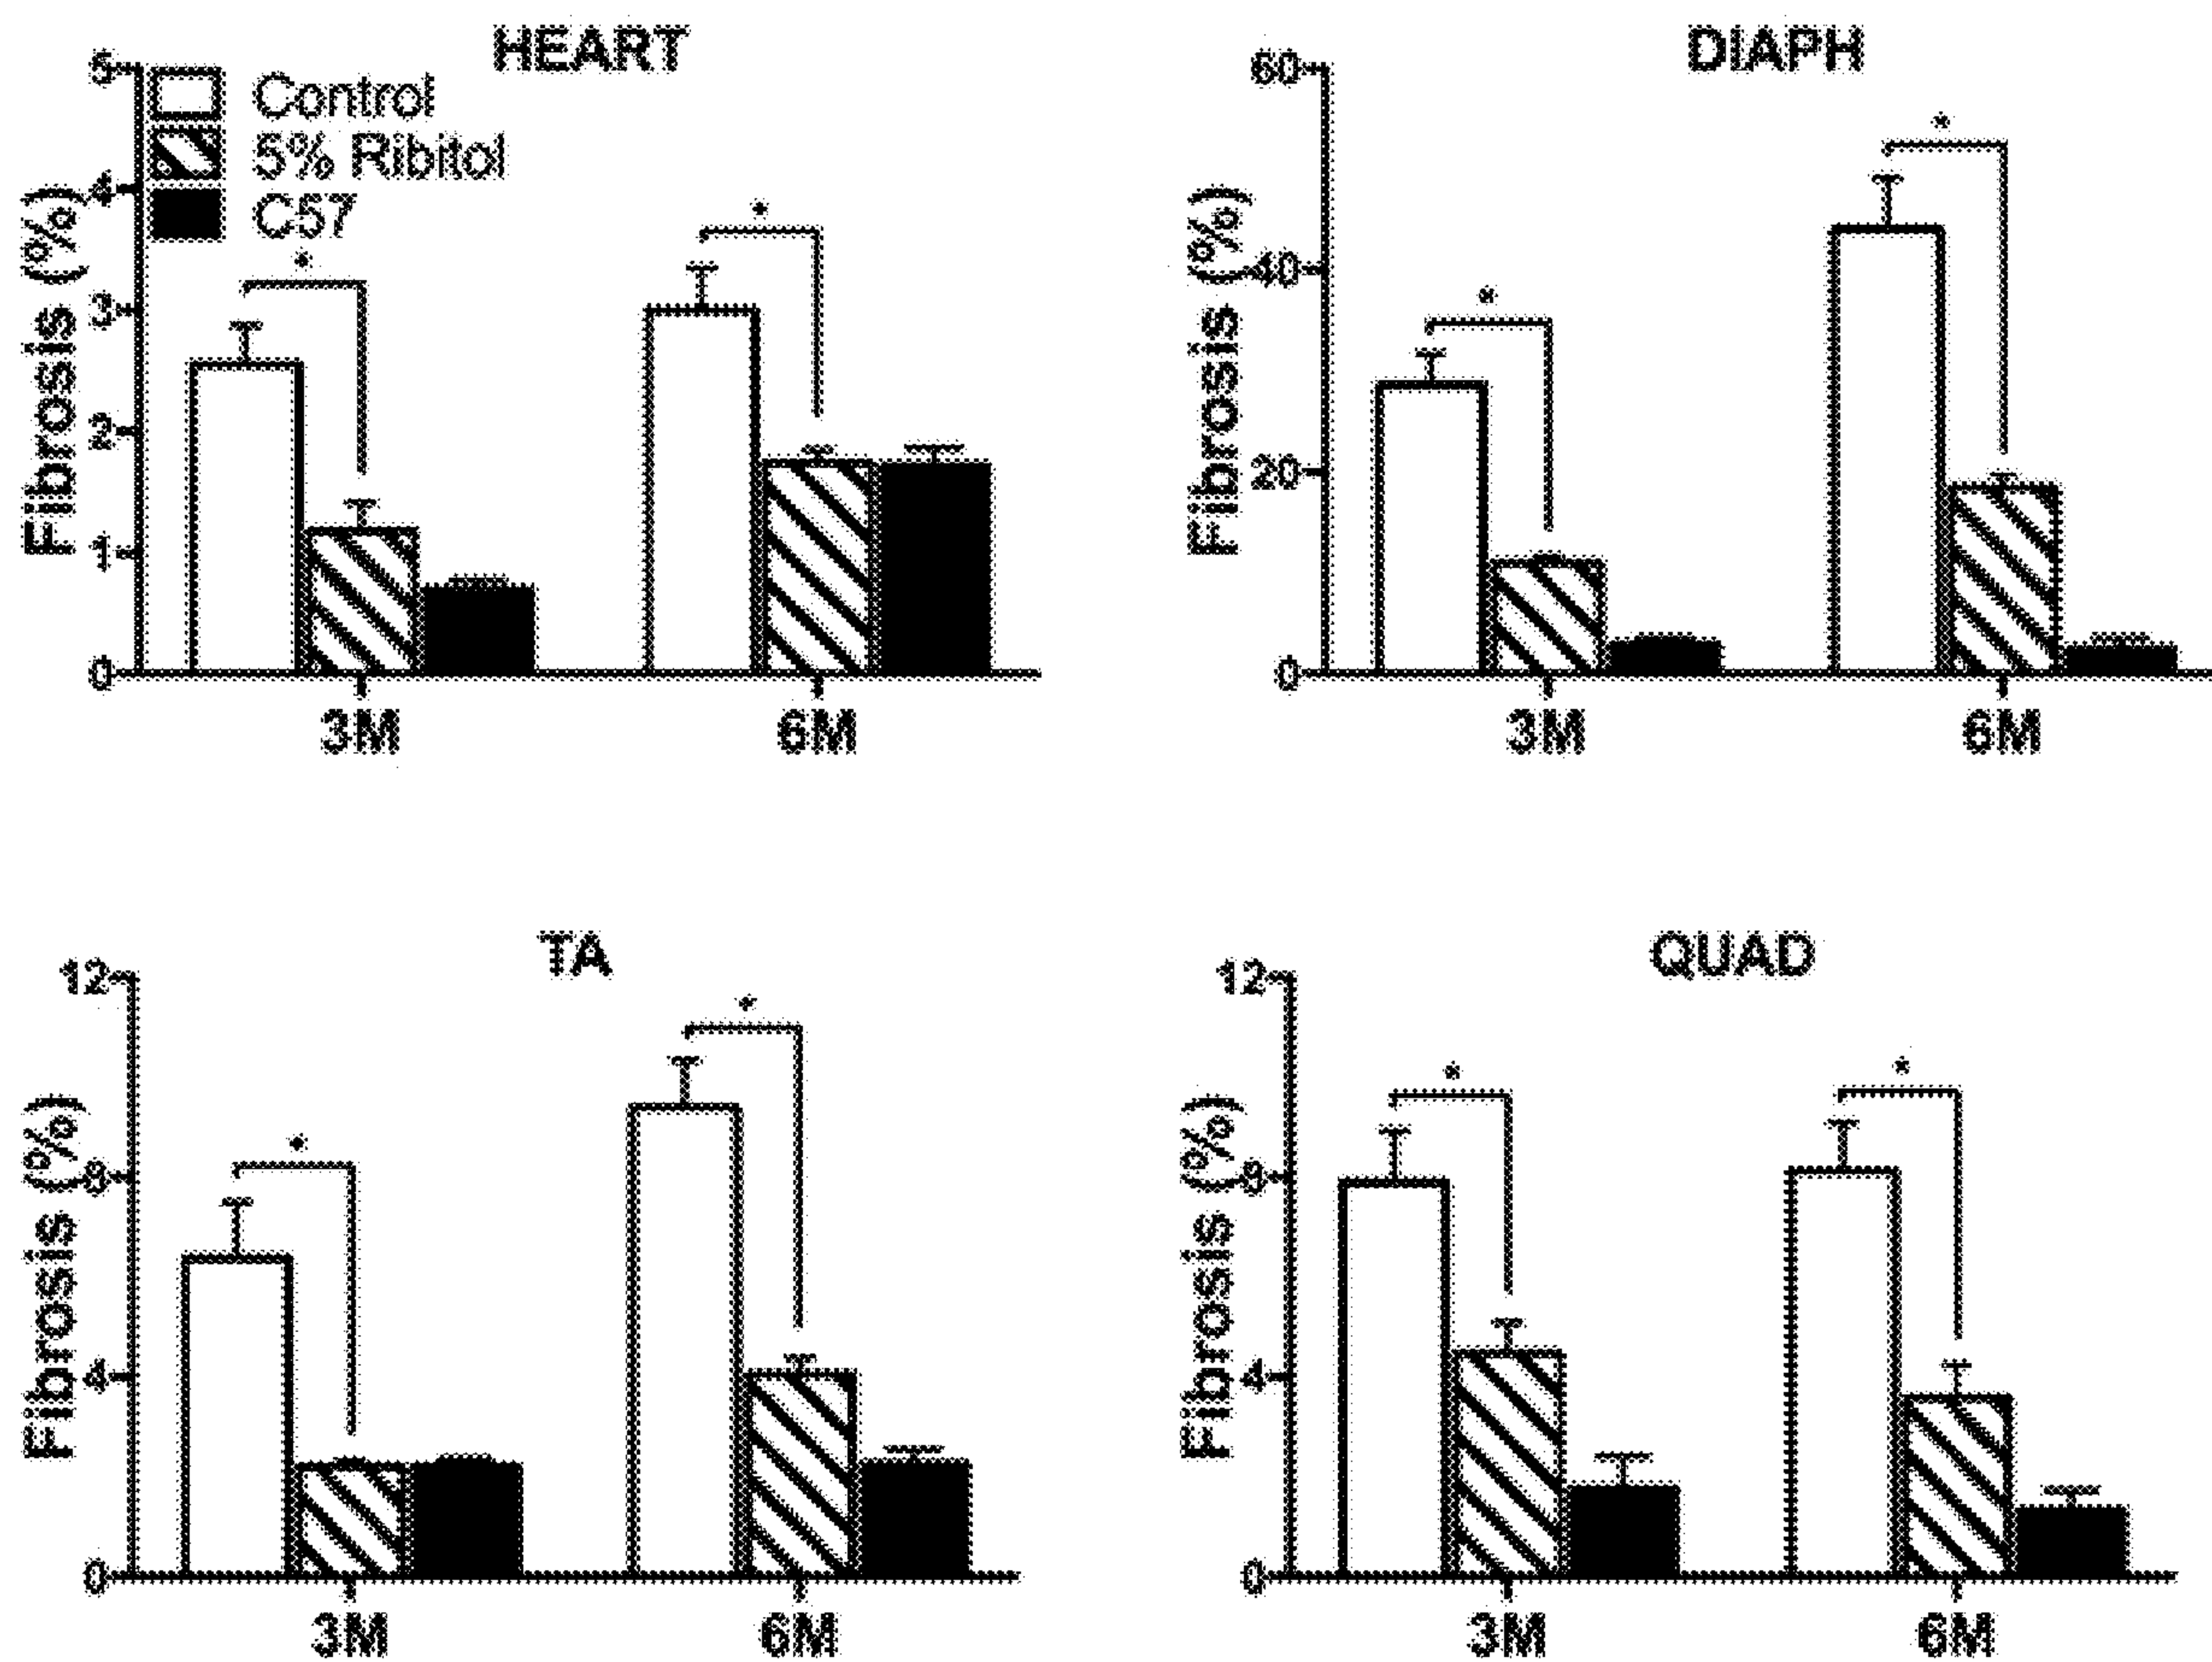 HEART
5
4
3
2
1
0
Fibrosis (%)
Control
5% Ribitol
C57
*
*
3M
6M
DIAPH
60
40
20
0
Fibrosis (%)
*
*
3M
6M
TA
12
8
4
0
Fibrosis (%)
*
*
3M
6M
QUAD
12
8
4
0
Fibrosis (%)
*
*
3M
6M